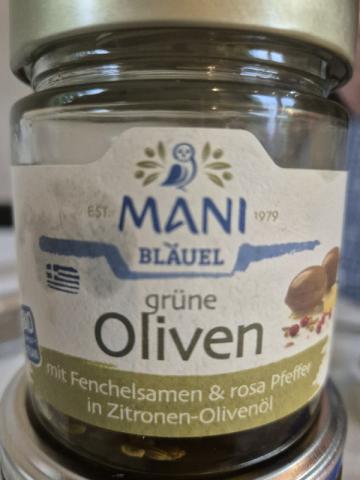 EST. 1979
MANI
BLÄUEL
grüne
Oliven
mit Fenchelsamen & rosa Pfeffer
in Zitronen-Olivenöl